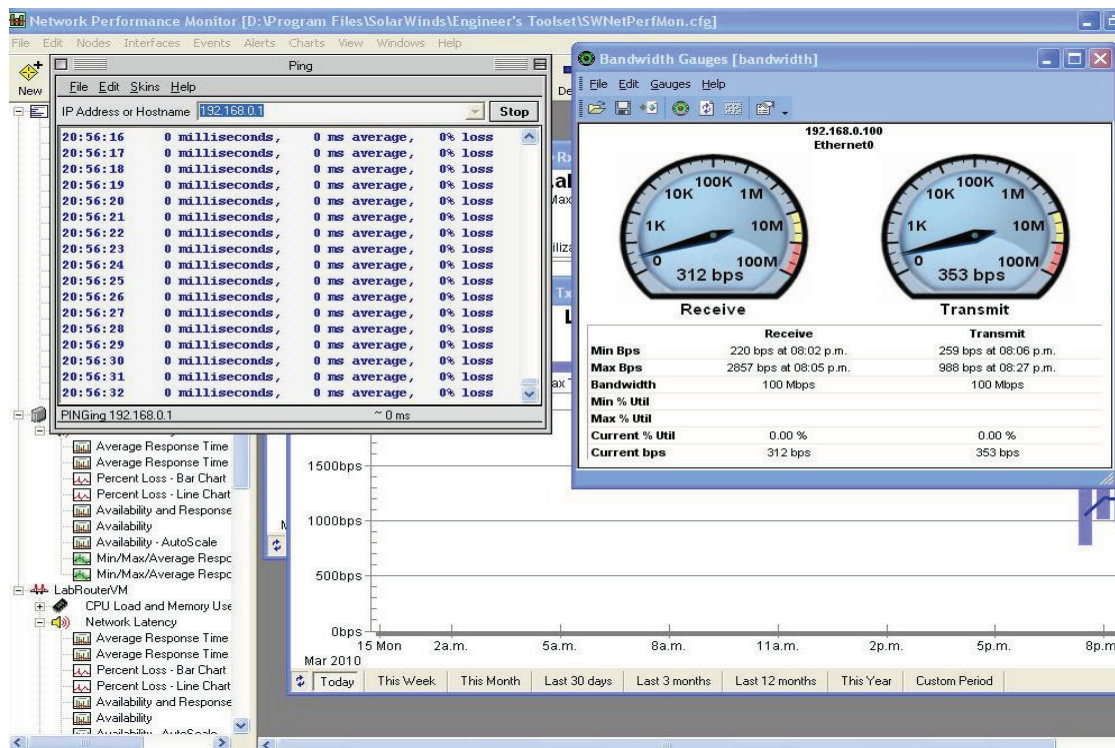 Network Performance Monitor [D:\Program Files\SolarWinds\Engineer's Toolset\SWNetPerfMon.cfg]
File Edit Nodes Interfaces Events Alerts Charts View Windows Help
New
Ping
File Edit Skins Help
IP Address or Hostname 192.168.0.1 Stop
20:56:16 0 milliseconds, 0 ms average, 0% loss
20:56:17 0 milliseconds, 0 ms average, 0% loss
20:56:18 0 milliseconds, 0 ms average, 0% loss
20:56:19 0 milliseconds, 0 ms average, 0% loss
20:56:20 0 milliseconds, 0 ms average, 0% loss
20:56:21 0 milliseconds, 0 ms average, 0% loss
20:56:22 0 milliseconds, 0 ms average, 0% loss
20:56:23 0 milliseconds, 0 ms average, 0% loss
20:56:24 0 milliseconds, 0 ms average, 0% loss
20:56:25 0 milliseconds, 0 ms average, 0% loss
20:56:26 0 milliseconds, 0 ms average, 0% loss
20:56:27 0 milliseconds, 0 ms average, 0% loss
20:56:28 0 milliseconds, 0 ms average, 0% loss
20:56:29 0 milliseconds, 0 ms average, 0% loss
20:56:30 0 milliseconds, 0 ms average, 0% loss
20:56:31 0 milliseconds, 0 ms average, 0% loss
20:56:32 0 milliseconds, 0 ms average, 0% loss
PINGing 192.168.0.1 ~ 0 ms
Bandwidth Gauges [bandwidth]
File Edit Gauges Help
192.168.0.100
Ethernet0
0 1K 10K 100K 1M 10M 100M
312 bps
Receive
0 1K 10K 100K 1M 10M 100M
353 bps
Transmit
Receive Transmit
Min Bps 220 bps at 08:02 p.m. 259 bps at 08:06 p.m.
Max Bps 2857 bps at 08:05 p.m. 988 bps at 08:27 p.m.
Bandwidth 100 Mbps 100 Mbps
Min % Util
Max % Util
Current % Util 0.00 % 0.00 %
Current bps 312 bps 353 bps
Average Response Time
Average Response Time
Percent Loss - Bar Chart
Percent Loss - Line Chart
Availability and Response
Availability
Availability - AutoScale
Min/Max/Average Respc
Min/Max/Average Respc
LabRouterVM
CPU Load and Memory Use
Network Latency
Average Response Time
Average Response Time
Percent Loss - Bar Chart
Percent Loss - Line Chart
Availability and Response
Availability
1500bps
1000bps
500bps
0bps
15 Mon 2a.m. 5a.m. 8a.m. 11a.m. 2p.m. 5p.m. 8p.m
Mar 2010
Today This Week This Month Last 30 days Last 3 months Last 12 months This Year Custom Period